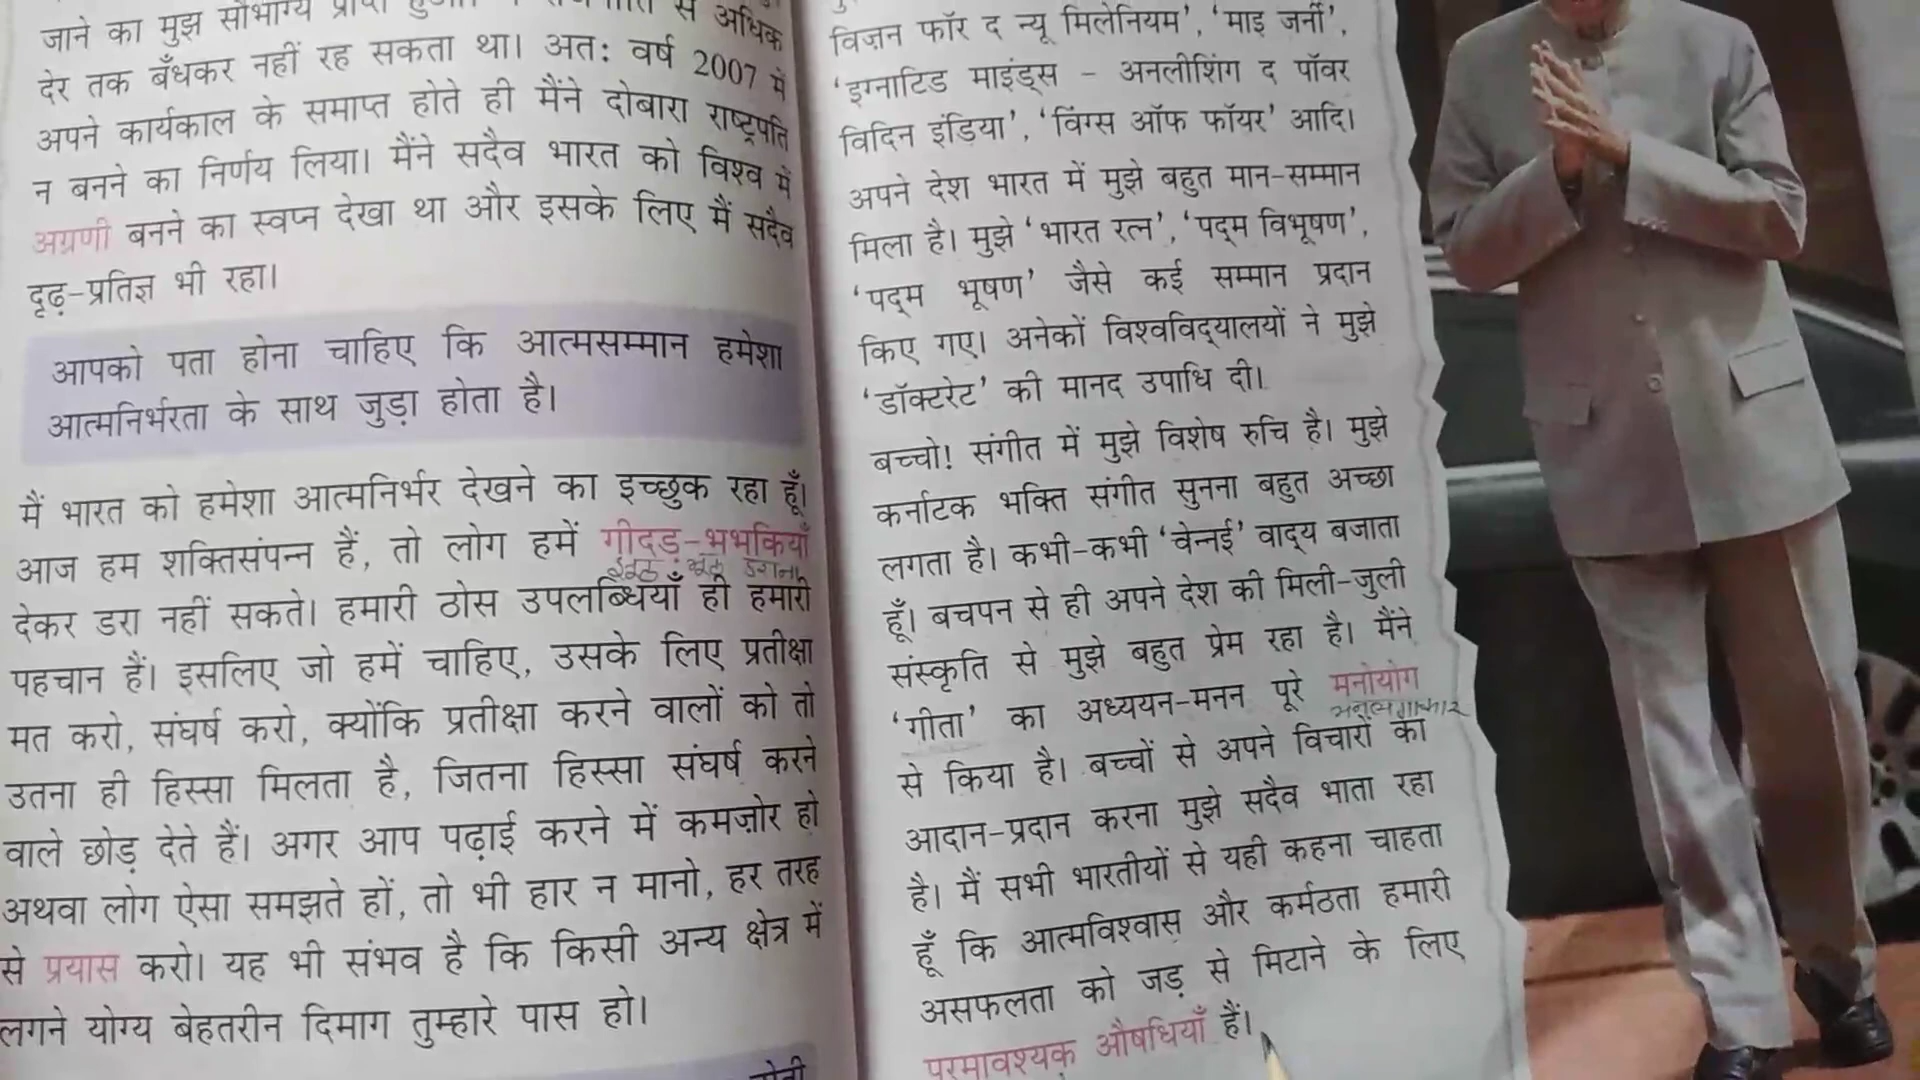 जाने का मुझे सौभाग्य प्राप्त से अधिक
देर तक बँधकर नहीं रह सकता था। अतः वर्ष 2007 में
अपने कार्यकाल के समाप्त होते ही मैंने दोबारा राष्ट्रपति
न बनने का निर्णय लिया। मैंने सदैव भारत को विश्व में
अग्रणी बनने का स्वप्न देखा था और इसके लिए मैं सदैव
दृढ़-प्रतिज्ञ भी रहा।
आपको पता होना चाहिए कि आत्मसम्मान हमेशा
आत्मनिर्भरता के साथ जुड़ा होता है।
मैं भारत को हमेशा आत्मनिर्भर देखने का इच्छुक रहा हूँ।
आज हम शक्तिसंपन्न हैं, तो लोग हमें गीदड़-भभकियाँ
डराना
देकर डरा नहीं सकते। हमारी ठोस उपलब्धियाँ ही हमारी
पहचान हैं। इसलिए जो हमें चाहिए, उसके लिए प्रतीक्षा
मत करो, संघर्ष करो, क्योंकि प्रतीक्षा करने वालों को तो
उतना ही हिस्सा मिलता है, जितना हिस्सा संघर्ष करने
वाले छोड़ देते हैं। अगर आप पढ़ाई करने में कमज़ोर हो
अथवा लोग ऐसा समझते हों, तो भी हार न मानो, हर तरह
से प्रयास करो। यह भी संभव है कि किसी अन्य क्षेत्र में
लगने योग्य बेहतरीन दिमाग तुम्हारे पास हो।
विज़न फॉर द न्यू मिलेनियम', 'माइ जर्नी',
'इग्नाटिड माइंड्स - अनलीशिंग द पॉवर
विदिन इंडिया', 'विंग्स ऑफ फॉयर' आदि।
अपने देश भारत में मुझे बहुत मान-सम्मान
मिला है। मुझे 'भारत रत्न', 'पद्‌म विभूषण',
'पद्‌म भूषण' जैसे कई सम्मान प्रदान
किए गए। अनेकों विश्वविद्‌यालयों ने मुझे
'डॉक्टरेट' की मानद उपाधि दी।
बच्चो! संगीत में मुझे विशेष रुचि है। मुझे
कर्नाटक भक्ति संगीत सुनना बहुत अच्छा
लगता है। कभी-कभी 'वेन्नई' वाद्‌य बजाता
हूँ। बचपन से ही अपने देश की मिली-जुली
संस्कृति से मुझे बहुत प्रेम रहा है। मैंने
'गीता' का अध्ययन-मनन पूरे मनोयोग
मन लगाकर
से किया है। बच्चों से अपने विचारों का
आदान-प्रदान करना मुझे सदैव भाता रहा
है। मैं सभी भारतीयों से यही कहना चाहता
हूँ कि आत्मविश्वास और कर्मठता हमारी
असफलता को जड़ से मिटाने के लिए
परमावश्यक औषधियाँ हैं।